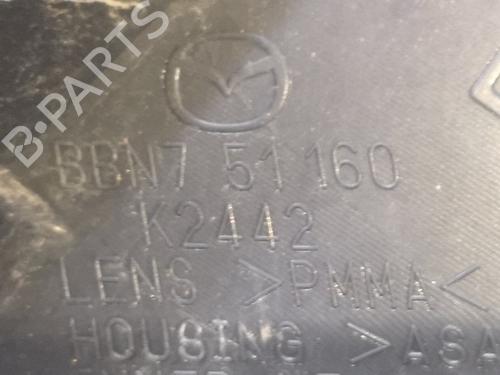 B-PARTS
BBN7 51 160
K2442
LENS >PMMA<
HOUSING >ASA